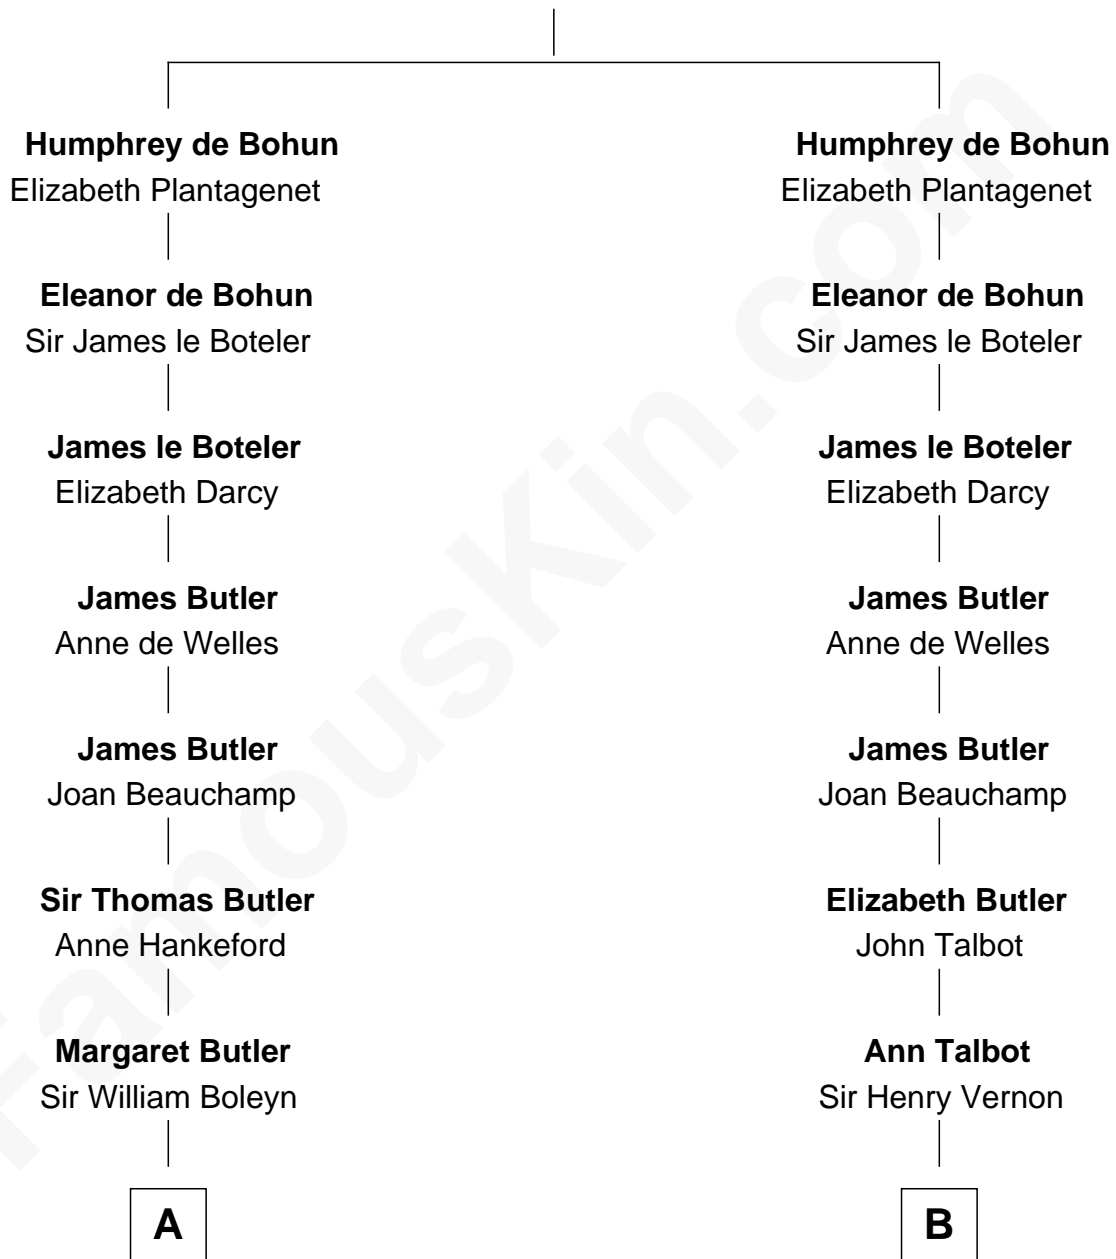 Humphrey de Bohun
Elizabeth Plantagenet
Eleanor de Bohun
Sir James le Boteler
James le Boteler
Elizabeth Darcy
James Butler
Anne de Welles
James Butler
Joan Beauchamp
Sir Thomas Butler
Anne Hankeford
Margaret Butler
Sir William Boleyn
A
Humphrey de Bohun
Elizabeth Plantagenet
Eleanor de Bohun
Sir James le Boteler
James le Boteler
Elizabeth Darcy
James Butler
Anne de Welles
James Butler
Joan Beauchamp
Elizabeth Butler
John Talbot
Ann Talbot
Sir Henry Vernon
B
FamousKin.com